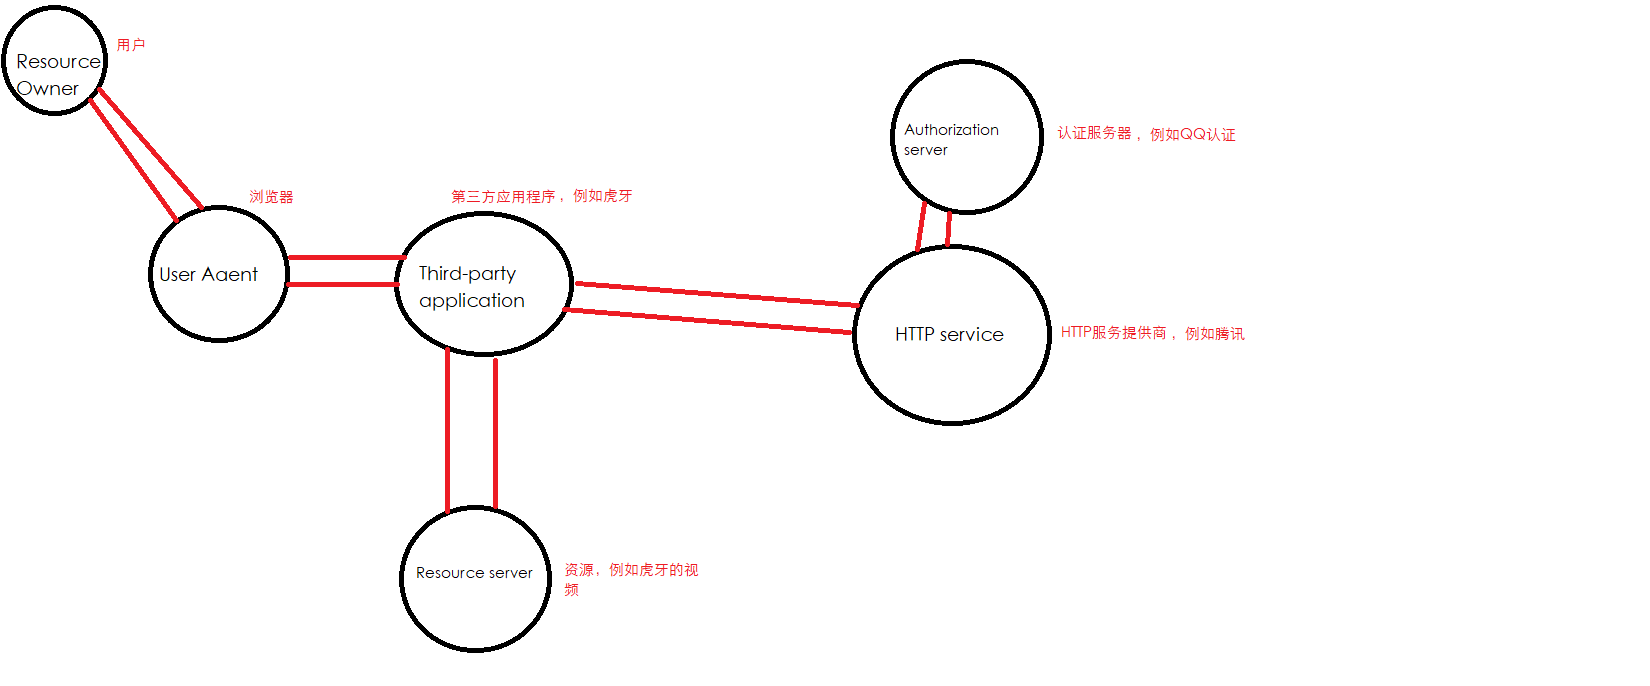 Resource
Owner
用户
User Aaent
浏览器
第三方应用程序，例如虎牙
Third-party
application
Authorization
server
认证服务器，例如QQ认证
HTTP service
HTTP服务提供商，例如腾讯
Resource server
资源，例如虎牙的视
频